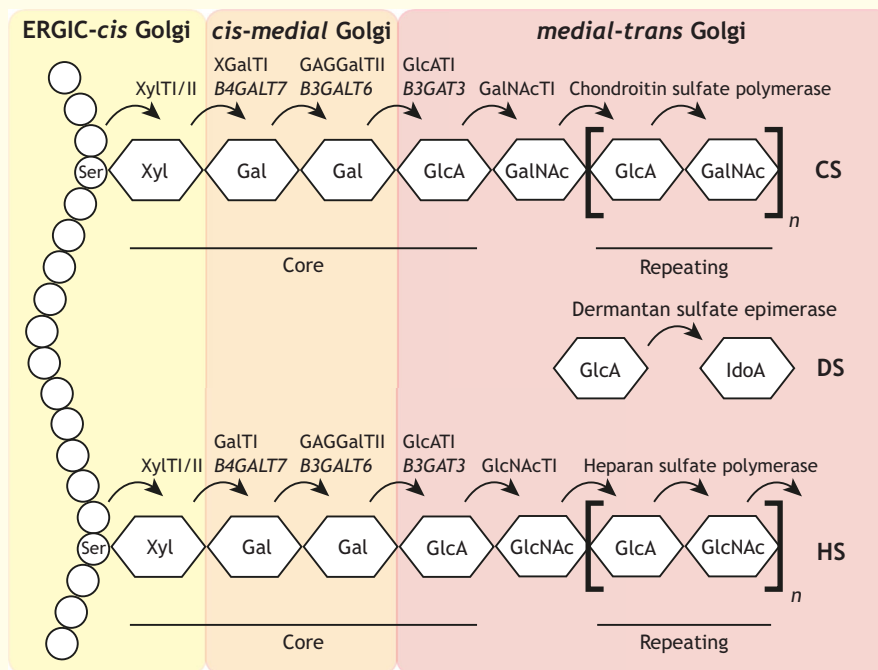 ERGIC-cis Golgi
cis-medial Golgi
medial-trans Golgi
XylTI/II
XGalTI
B4GALT7
GAGGalTII
B3GALT6
GlcATI
B3GAT3
GalNAcTI
Chondroitin sulfate polymerase
Ser
Xyl
Gal
Gal
GlcA
GalNAc
GlcA
GalNAc
n
CS
Core
Repeating
Dermantan sulfate epimerase
GlcA
IdoA
DS
XylTI/II
GalTI
B4GALT7
GAGGalTII
B3GALT6
GlcATI
B3GAT3
GlcNAcTI
Heparan sulfate polymerase
Ser
Xyl
Gal
Gal
GlcA
GlcNAc
GlcA
GlcNAc
n
HS
Core
Repeating